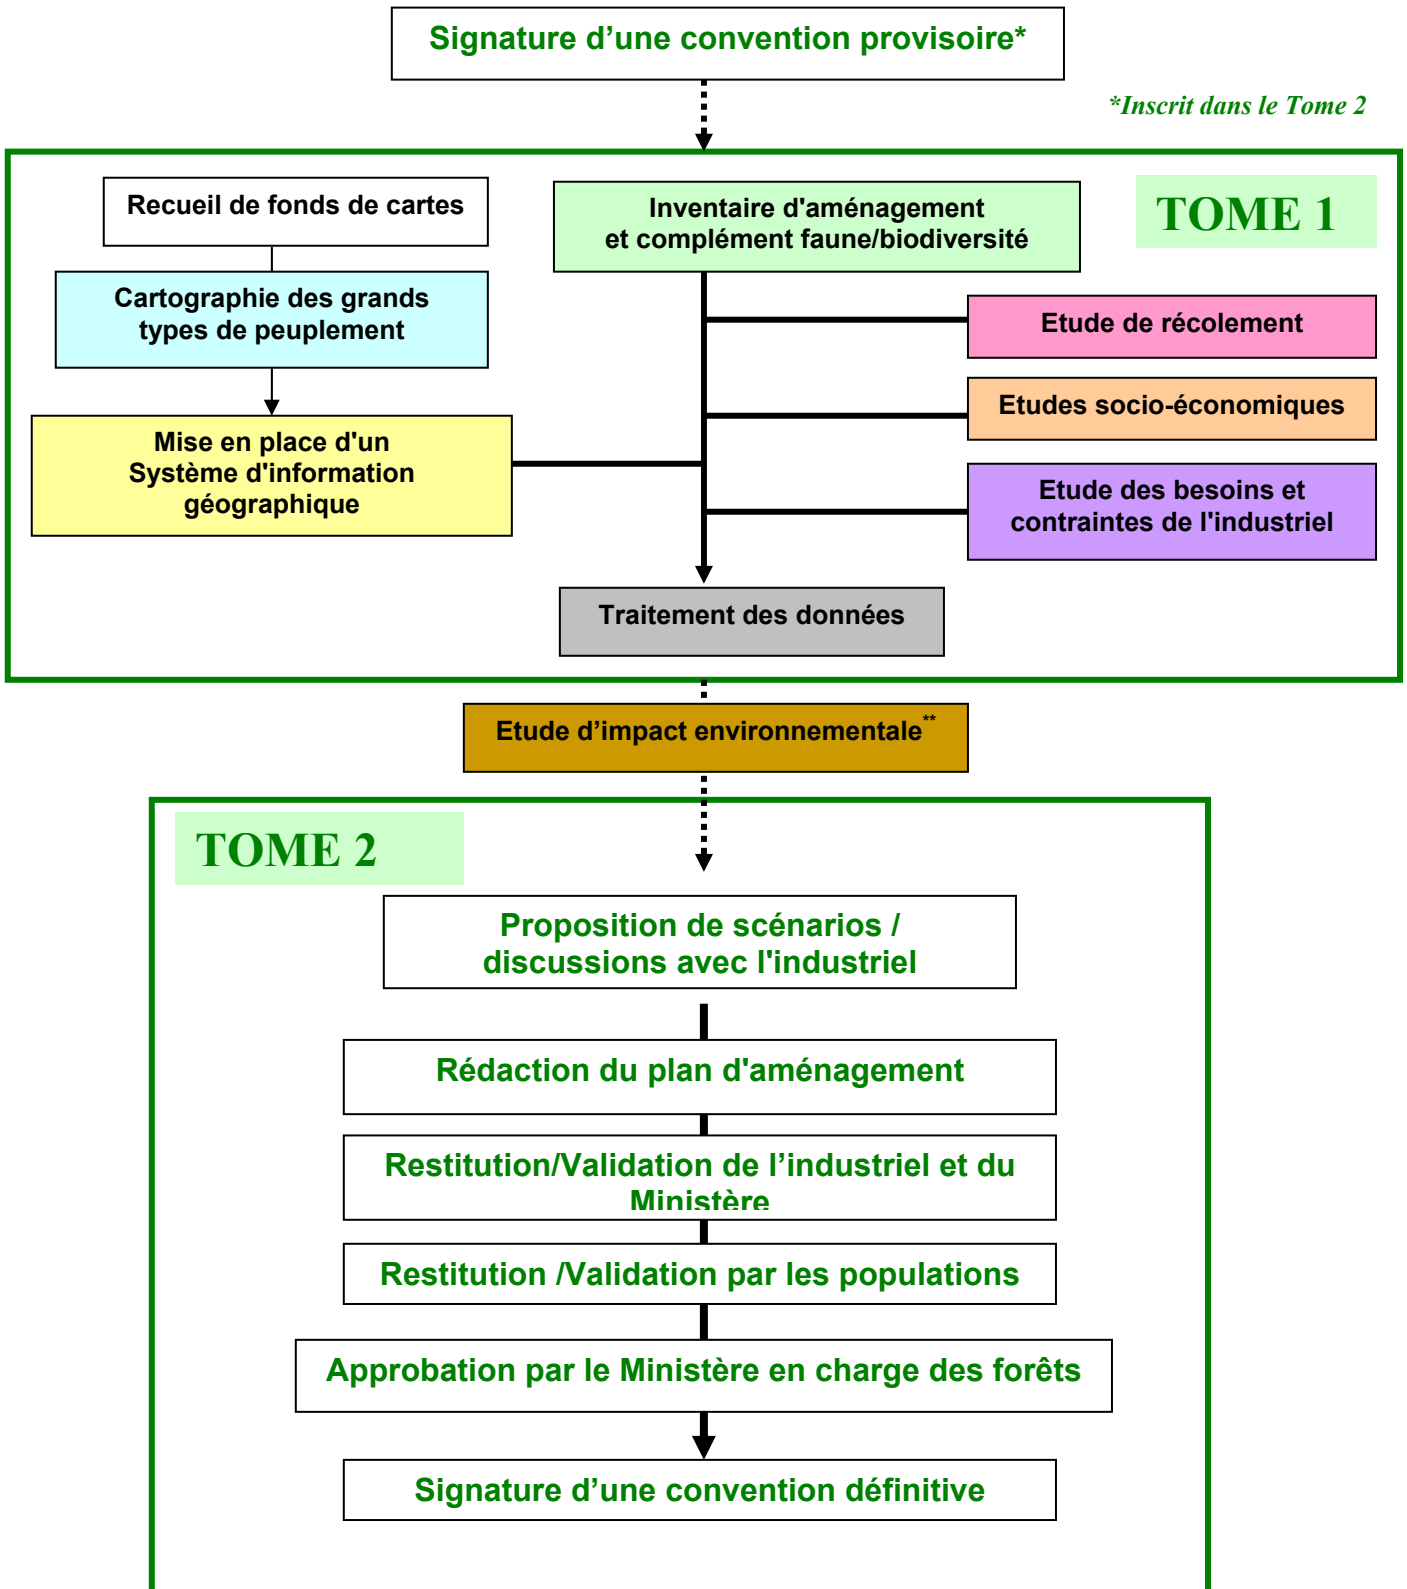 Signature d’une convention provisoire*
*Inscrit dans le Tome 2
Recueil de fonds de cartes
Inventaire d'aménagement
et complément faune/biodiversité
TOME 1
Cartographie des grands
types de peuplement
Etude de récolement
Etudes socio-économiques
Mise en place d'un
Système d'information
géographique
Etude des besoins et
contraintes de l'industriel
Traitement des données
Etude d’impact environnementale**
TOME 2
Proposition de scénarios /
discussions avec l'industriel
Rédaction du plan d'aménagement
Restitution/Validation de l’industriel et du
Ministère
Restitution /Validation par les populations
Approbation par le Ministère en charge des forêts
Signature d’une convention définitive